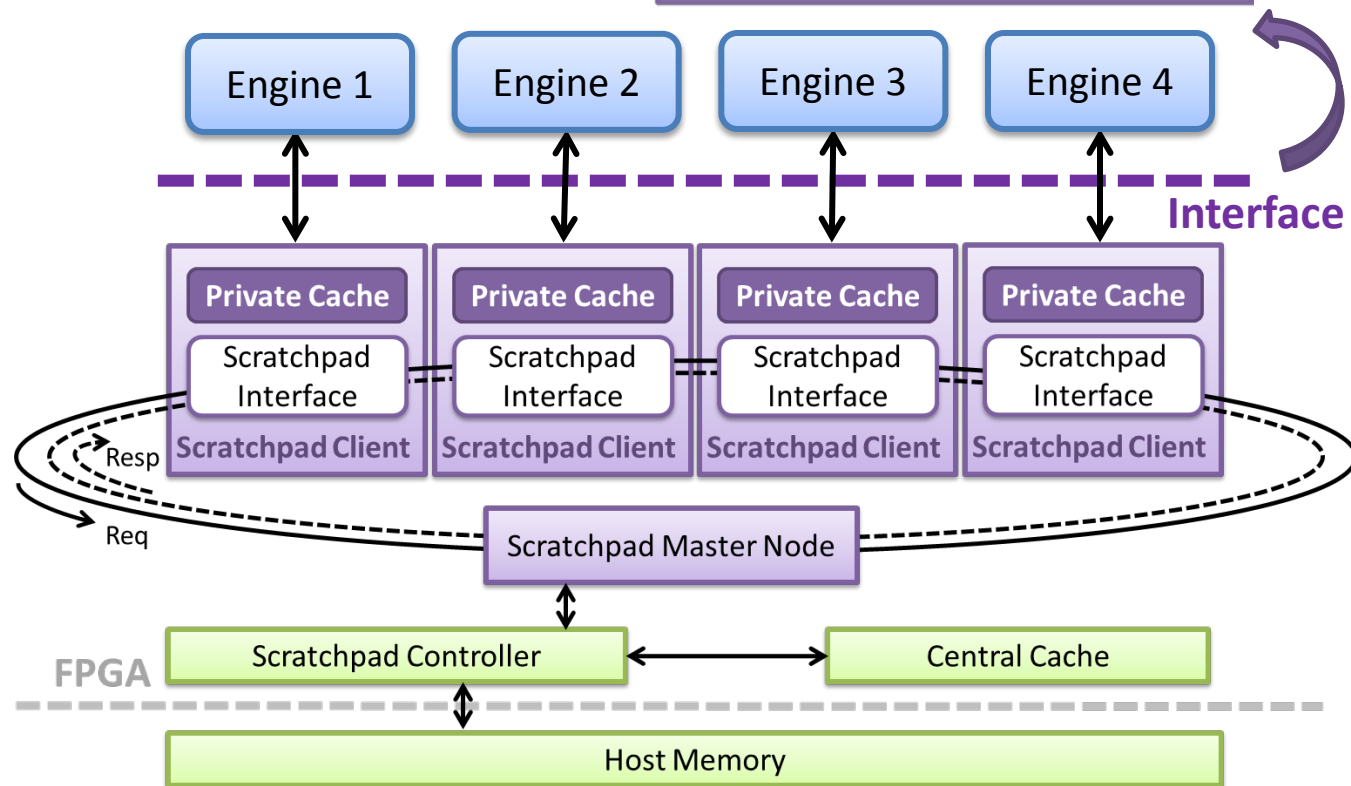 Engine 1
Engine 2
Engine 3
Engine 4
Interface
Private Cache
Private Cache
Private Cache
Private Cache
Scratchpad
Interface
Scratchpad
Interface
Scratchpad
Interface
Scratchpad
Interface
Scratchpad Client
Scratchpad Client
Scratchpad Client
Scratchpad Client
Resp
Req
Scratchpad Master Node
Scratchpad Controller
Central Cache
FPGA
Host Memory